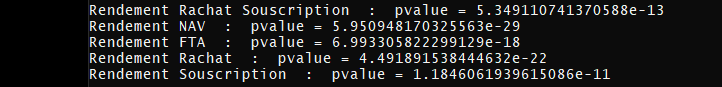 Rendement Rachat Souscription  :  pvalue = 5.349110741370588e-13
Rendement NAV  :  pvalue = 5.950948170325563e-29
Rendement FTA  :  pvalue = 6.993305822299129e-18
Rendement Rachat  :  pvalue = 4.491891538444632e-22
Rendement Souscription  :  pvalue = 1.1846061939615086e-11